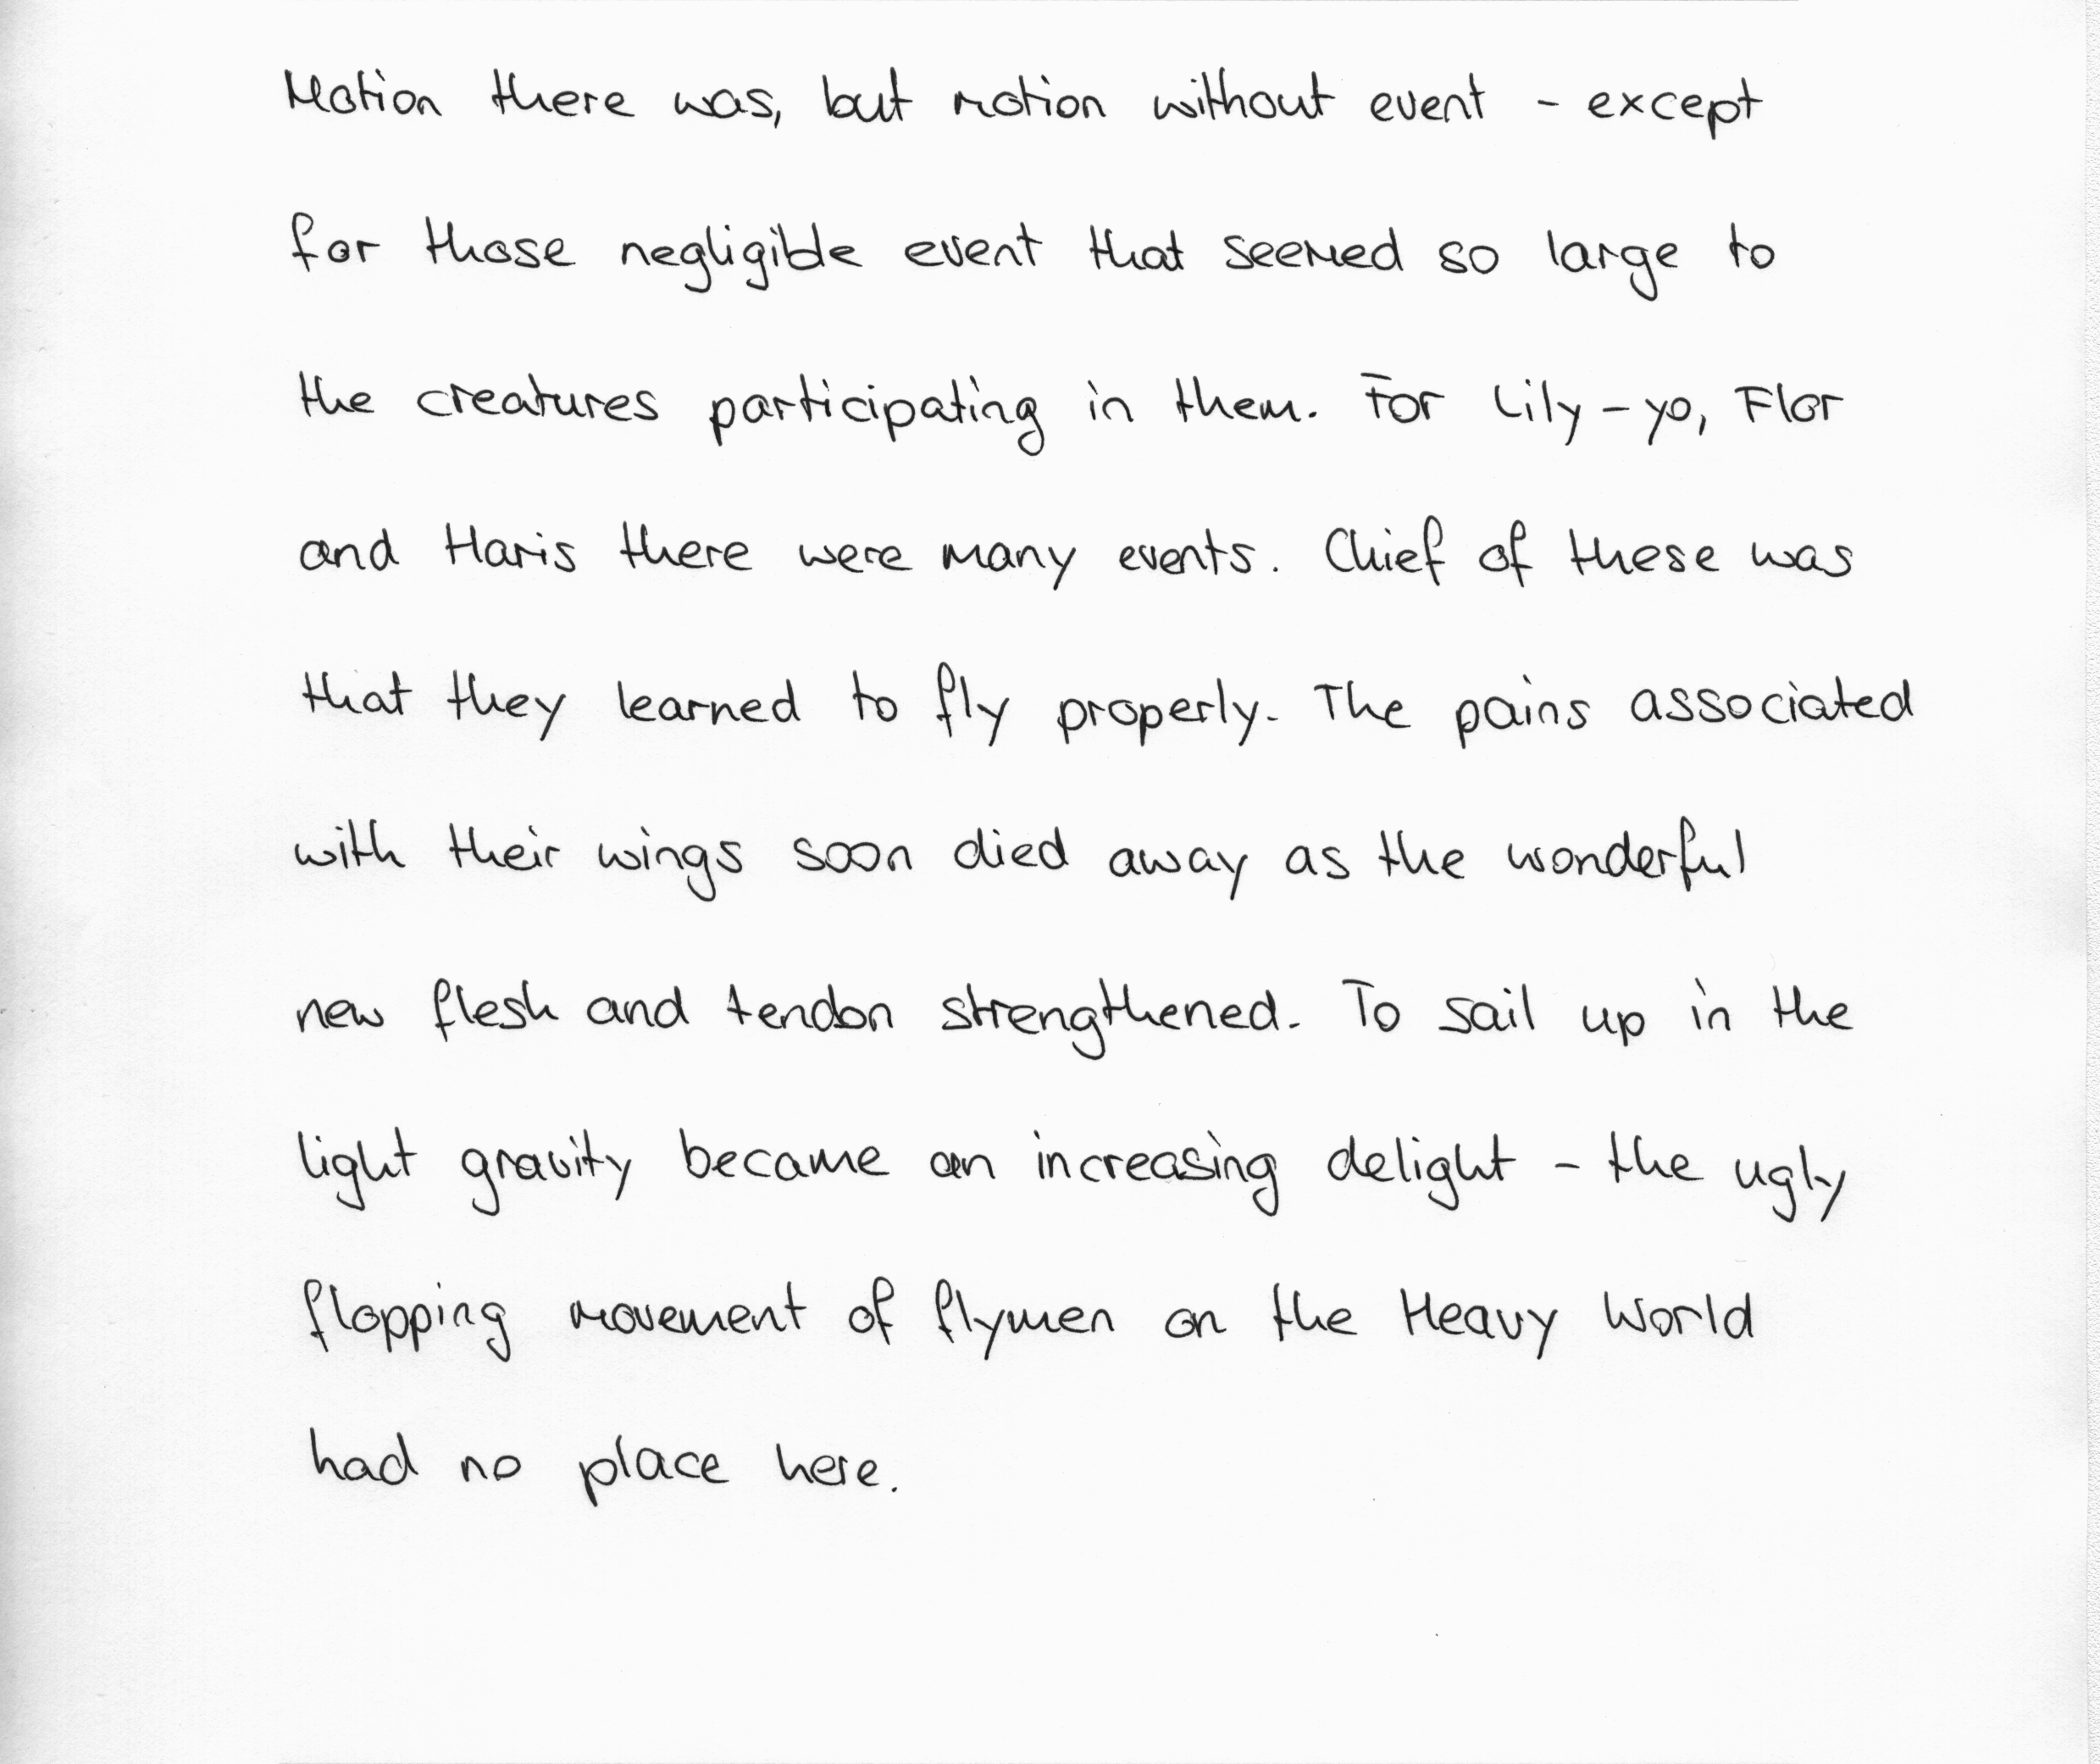 Motion there was, but motion without event - except
for those negligible event that seemed so large to
the creatures participating in them. For Lily-yo, Flor
and Haris there were many events. Chief of these was
that they learned to fly properly. The pains associated
with their wings soon died away as the wonderful
new flesh and tendon strengthened. To sail up in the
light gravity became an increasing delight - the ugly
flopping movement of flymen on the Heavy World
had no place here.